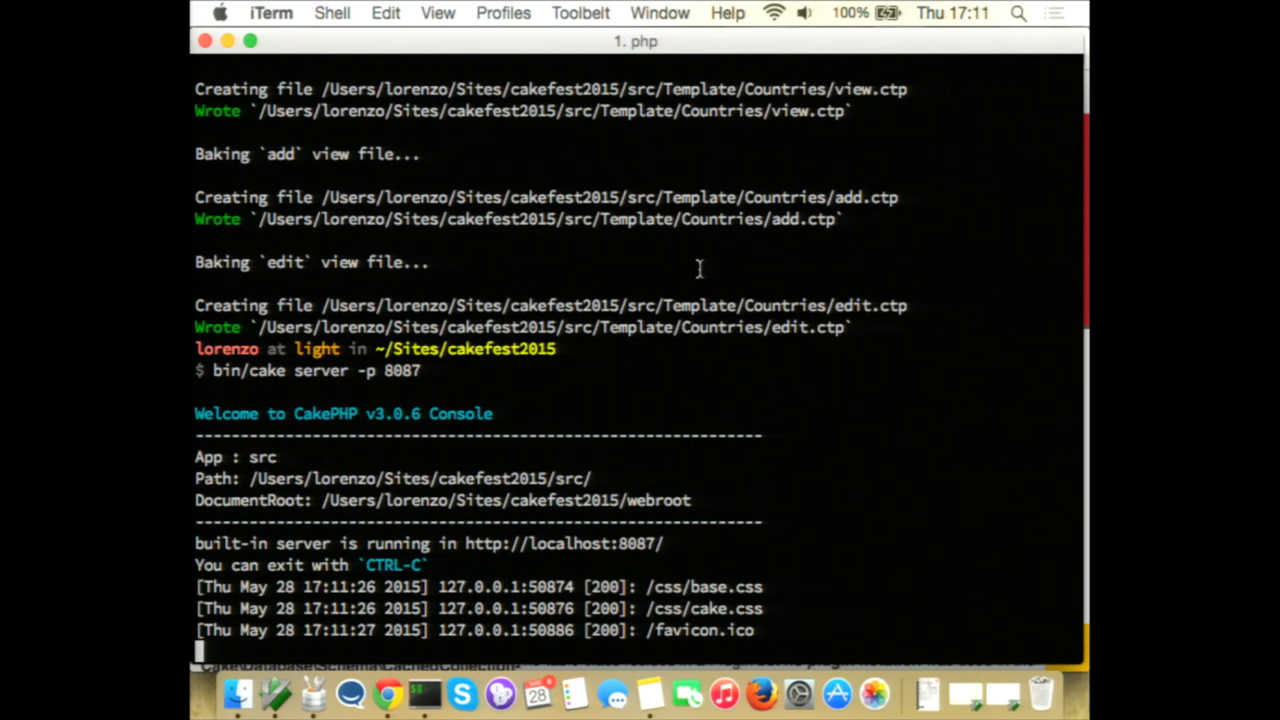 iTerm Shell Edit View Profiles Toolbelt Window Help 100% Thu 17:11
1. php
Creating file /Users/lorenzo/Sites/cakefest2015/src/Template/Countries/view.ctp
Wrote `/Users/lorenzo/Sites/cakefest2015/src/Template/Countries/view.ctp`
Baking `add` view file...
Creating file /Users/lorenzo/Sites/cakefest2015/src/Template/Countries/add.ctp
Wrote `/Users/lorenzo/Sites/cakefest2015/src/Template/Countries/add.ctp`
Baking `edit` view file...
Creating file /Users/lorenzo/Sites/cakefest2015/src/Template/Countries/edit.ctp
Wrote `/Users/lorenzo/Sites/cakefest2015/src/Template/Countries/edit.ctp`
lorenzo at light in ~/Sites/cakefest2015
$ bin/cake server -p 8087
Welcome to CakePHP v3.0.6 Console
---------------------------------------------------------------
App : src
Path: /Users/lorenzo/Sites/cakefest2015/src/
DocumentRoot: /Users/lorenzo/Sites/cakefest2015/webroot
---------------------------------------------------------------
built-in server is running in http://localhost:8087/
You can exit with `CTRL-C`
[Thu May 28 17:11:26 2015] 127.0.0.1:50874 [200]: /css/base.css
[Thu May 28 17:11:26 2015] 127.0.0.1:50876 [200]: /css/cake.css
[Thu May 28 17:11:27 2015] 127.0.0.1:50886 [200]: /favicon.ico
Cake\Database\Schema\CachedCollection-
28